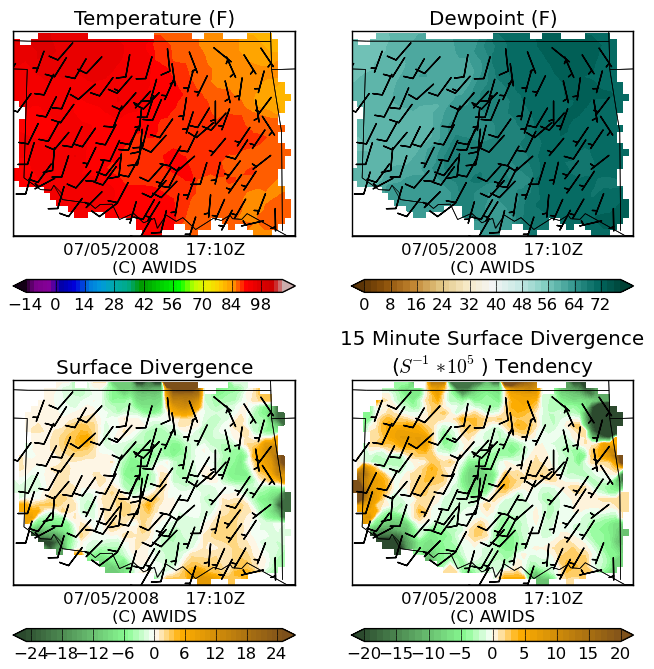 Temperature (F)
Dewpoint (F)
07/05/2008 17:10Z
(C) AWIDS
07/05/2008 17:10Z
(C) AWIDS
−14 0 14 28 42 56 70 84 98
0 8 16 24 32 40 48 56 64 72
Surface Divergence
15 Minute Surface Divergence
(S⁻¹ *10⁵ ) Tendency
07/05/2008 17:10Z
(C) AWIDS
07/05/2008 17:10Z
(C) AWIDS
−24−18−12 −6 0 6 12 18 24
−20−15−10 −5 0 5 10 15 20